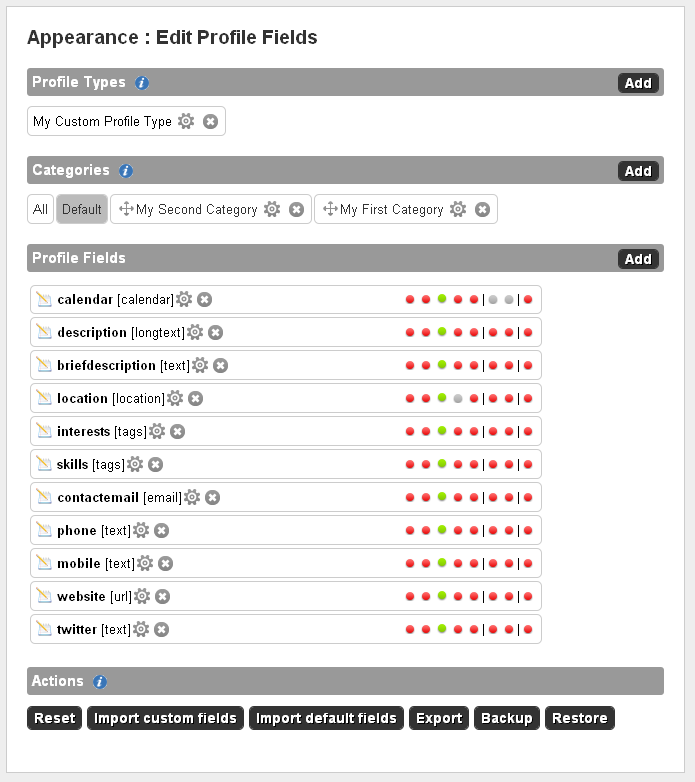 Appearance : Edit Profile Fields
Profile Types i Add
My Custom Profile Type
Categories i Add
All Default My Second Category My First Category
Profile Fields Add
calendar [calendar] | |
description [longtext] | |
briefdescription [text] | |
location [location] | |
interests [tags] | |
skills [tags] | |
contactemail [email] | |
phone [text] | |
mobile [text] | |
website [url] | |
twitter [text] | |
Actions i
Reset Import custom fields Import default fields Export Backup Restore